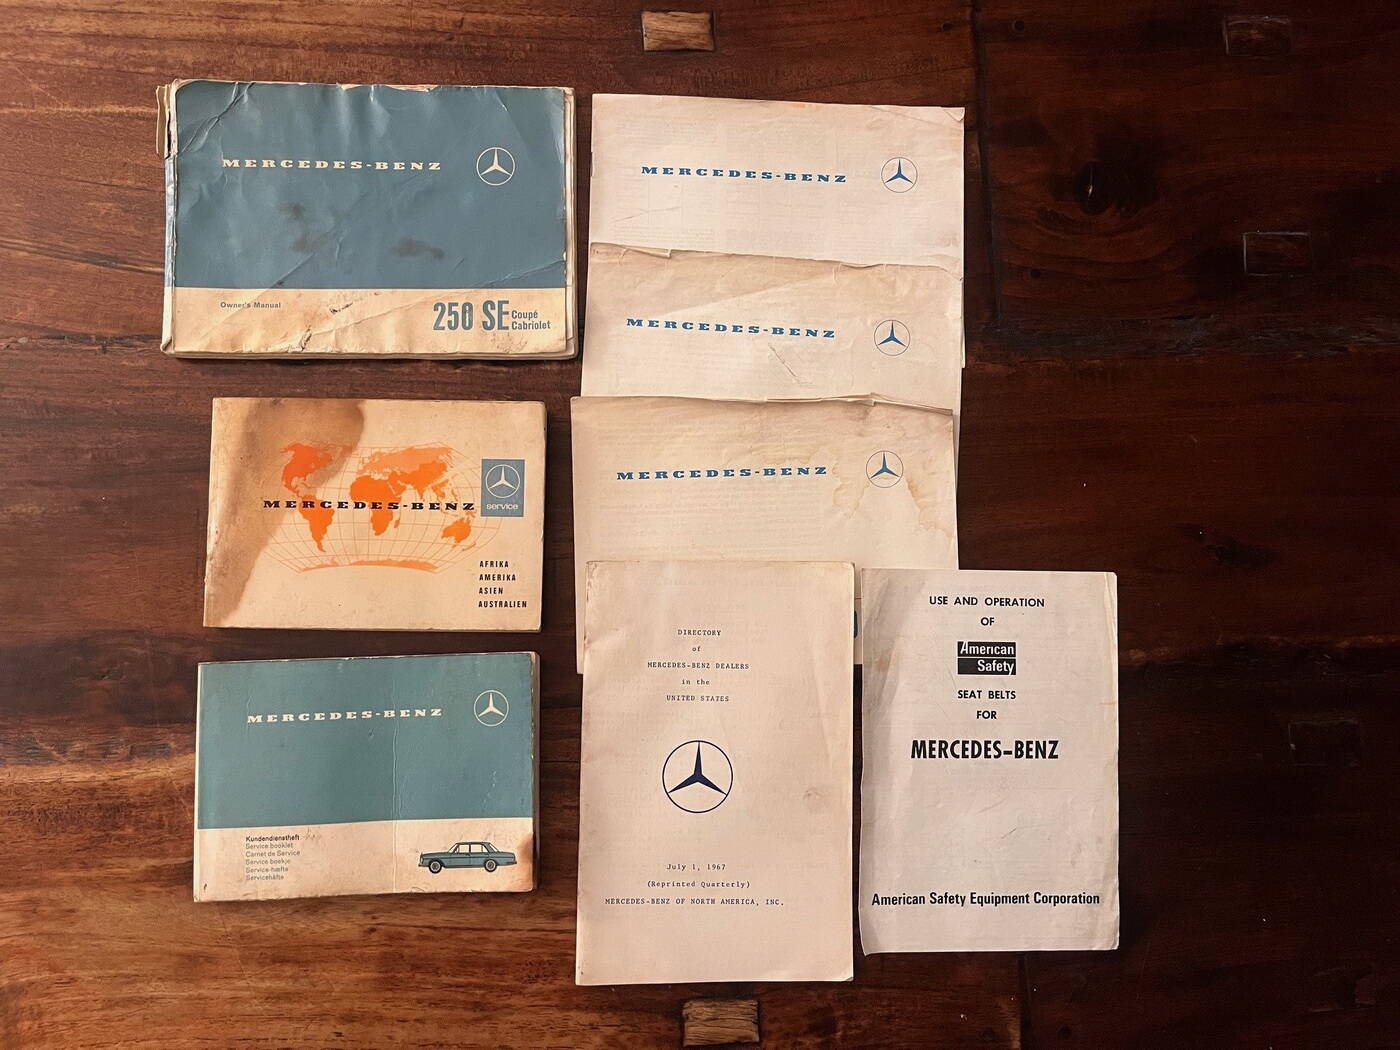 MERCEDES-BENZ
Owner's Manual
250 SE Coupé
Cabriolet
MERCEDES-BENZ
service
AFRIKA
AMERIKA
ASIEN
AUSTRALIEN
MERCEDES-BENZ
Kundendienstheft
Service booklet
Carnet de Service
Service boekje
Service-hæfte
Servicehäfte
MERCEDES-BENZ
MERCEDES-BENZ
MERCEDES-BENZ
DIRECTORY
of
MERCEDES-BENZ DEALERS
in the
UNITED STATES
July 1, 1967
(Reprinted Quarterly)
MERCEDES-BENZ OF NORTH AMERICA, INC.
USE AND OPERATION
OF
American
Safety
SEAT BELTS
FOR
MERCEDES-BENZ
American Safety Equipment Corporation